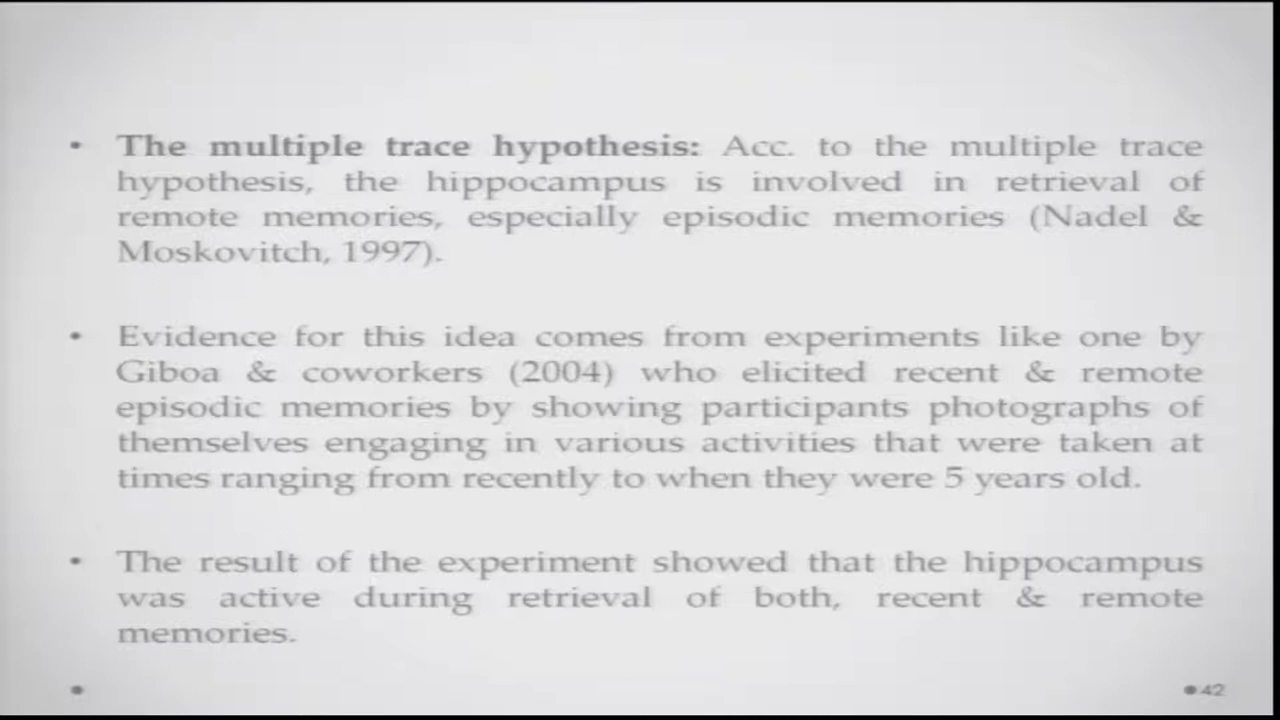 • The multiple trace hypothesis: Acc. to the multiple trace
hypothesis, the hippocampus is involved in retrieval of
remote memories, especially episodic memories (Nadel &
Moskovitch, 1997).
• Evidence for this idea comes from experiments like one by
Giboa & coworkers (2004) who elicited recent & remote
episodic memories by showing participants photographs of
themselves engaging in various activities that were taken at
times ranging from recently to when they were 5 years old.
• The result of the experiment showed that the hippocampus
was active during retrieval of both, recent & remote
memories.
•
•42